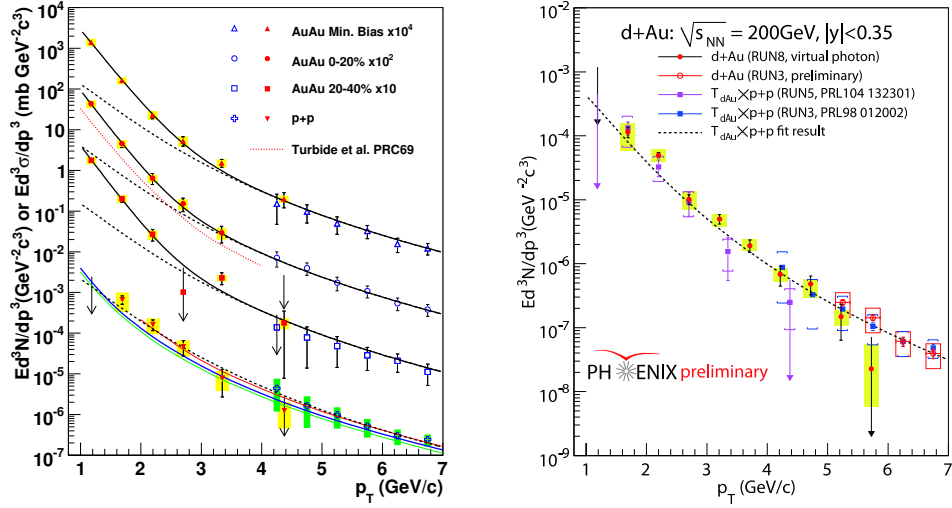 Ed³N/dp³(GeV⁻²c³) or Ed³σ/dp³ (mb GeV⁻²c³)
10⁴
10³
10²
10
1
10⁻¹
10⁻²
10⁻³
10⁻⁴
10⁻⁵
10⁻⁶
10⁻⁷
AuAu Min. Bias x10⁴
AuAu 0-20% x10²
AuAu 20-40% x10
p+p
Turbide et al. PRC69
1 2 3 4 5 6 7
p_T (GeV/c)
Ed³N/dp³(GeV⁻²c³)
10⁻²
10⁻³
10⁻⁴
10⁻⁵
10⁻⁶
10⁻⁷
10⁻⁸
10⁻⁹
d+Au: √s_NN = 200GeV, |y|<0.35
d+Au (RUN8, virtual photon)
d+Au (RUN3, preliminary)
T_dAu×p+p (RUN5, PRL104 132301)
T_dAu×p+p (RUN3, PRL98 012002)
T_dAu×p+p fit result
PHENIX preliminary
1 2 3 4 5 6 7
p_T (GeV/c)